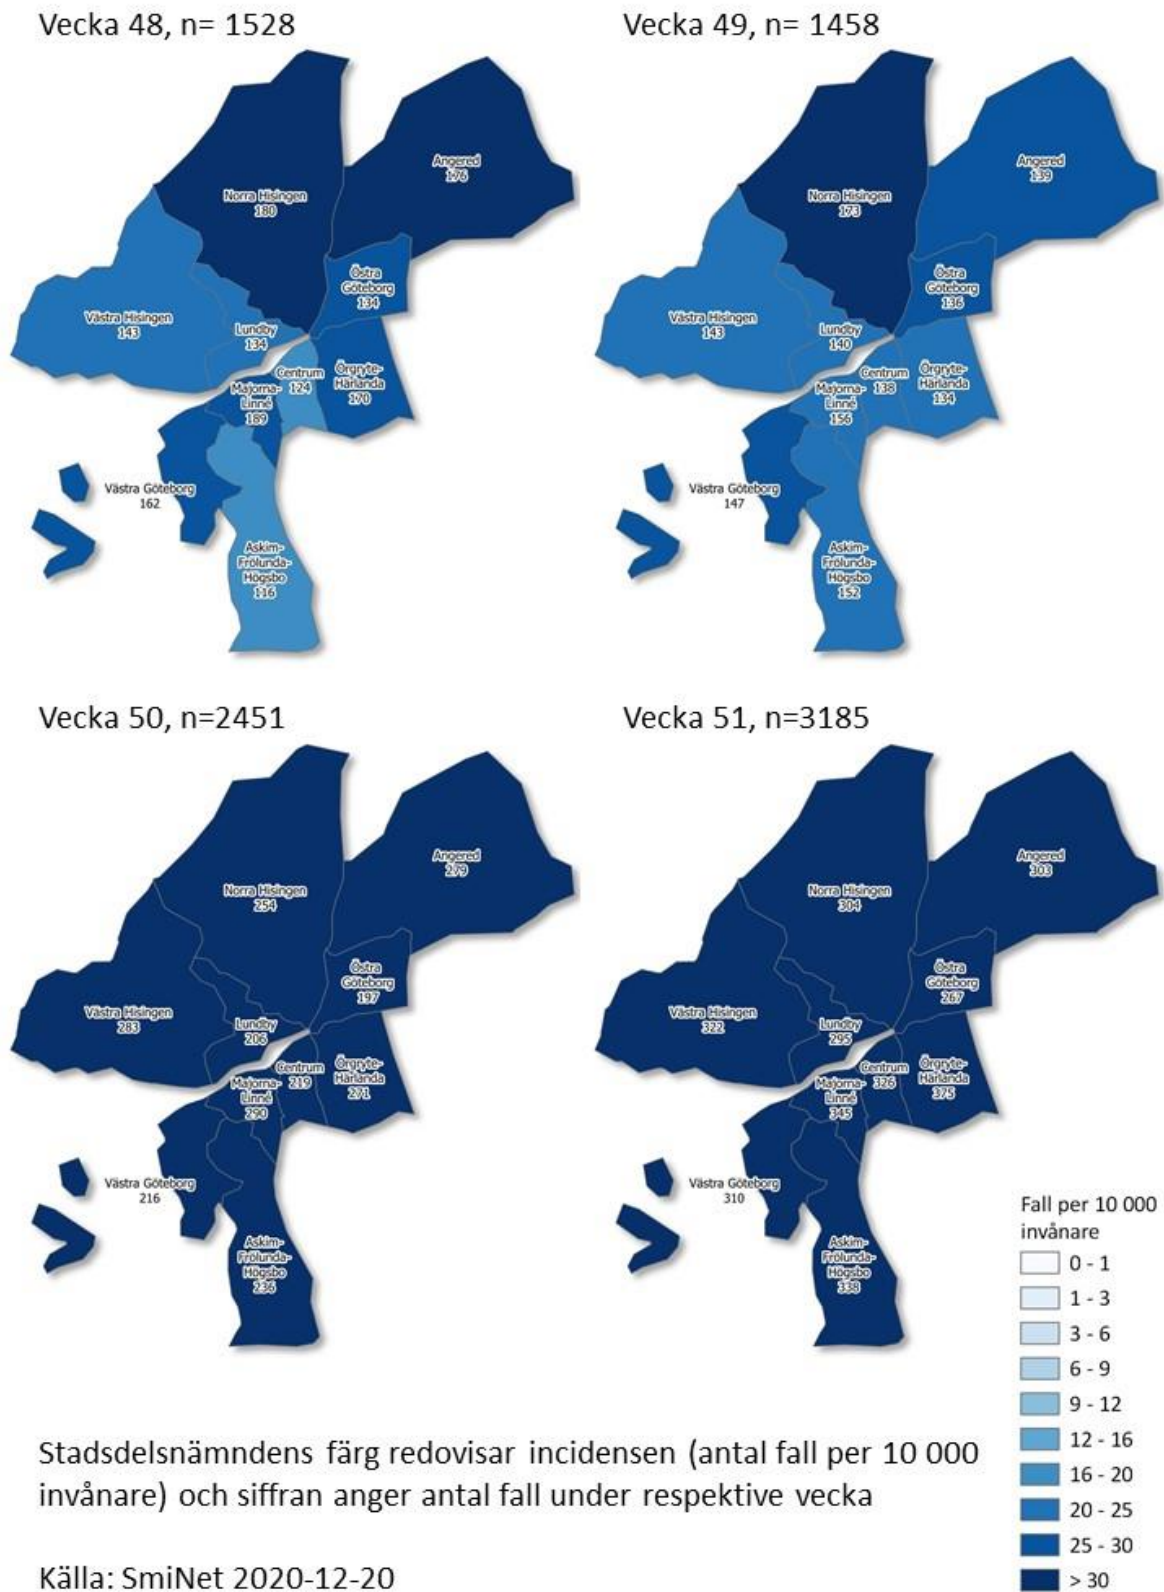 Vecka 48, n= 1528
Vecka 49, n= 1458
Angered
176
Norra Hisingen
180
Östra
Göteborg
134
Västra Hisingen
143
Lundby
134
Centrum
124
Örgryte-
Härlanda
170
Majorna-
Linné
189
Västra Göteborg
162
Askim-
Frölunda-
Högsbo
116
Angered
139
Norra Hisingen
173
Östra
Göteborg
136
Västra Hisingen
143
Lundby
140
Centrum
138
Örgryte-
Härlanda
134
Majorna-
Linné
156
Västra Göteborg
147
Askim-
Frölunda-
Högsbo
152
Vecka 50, n=2451
Vecka 51, n=3185
Angered
279
Norra Hisingen
254
Östra
Göteborg
197
Västra Hisingen
283
Lundby
206
Centrum
219
Örgryte-
Härlanda
271
Majorna-
Linné
290
Västra Göteborg
216
Askim-
Frölunda-
Högsbo
236
Angered
303
Norra Hisingen
304
Östra
Göteborg
267
Västra Hisingen
322
Lundby
295
Centrum
326
Örgryte-
Härlanda
375
Majorna-
Linné
345
Västra Göteborg
310
Askim-
Frölunda-
Högsbo
338
Fall per 10 000
invånare
0 - 1
1 - 3
3 - 6
6 - 9
9 - 12
12 - 16
16 - 20
20 - 25
25 - 30
> 30
Stadsdelsnämndens färg redovisar incidensen (antal fall per 10 000
invånare) och siffran anger antal fall under respektive vecka
Källa: SmiNet 2020-12-20